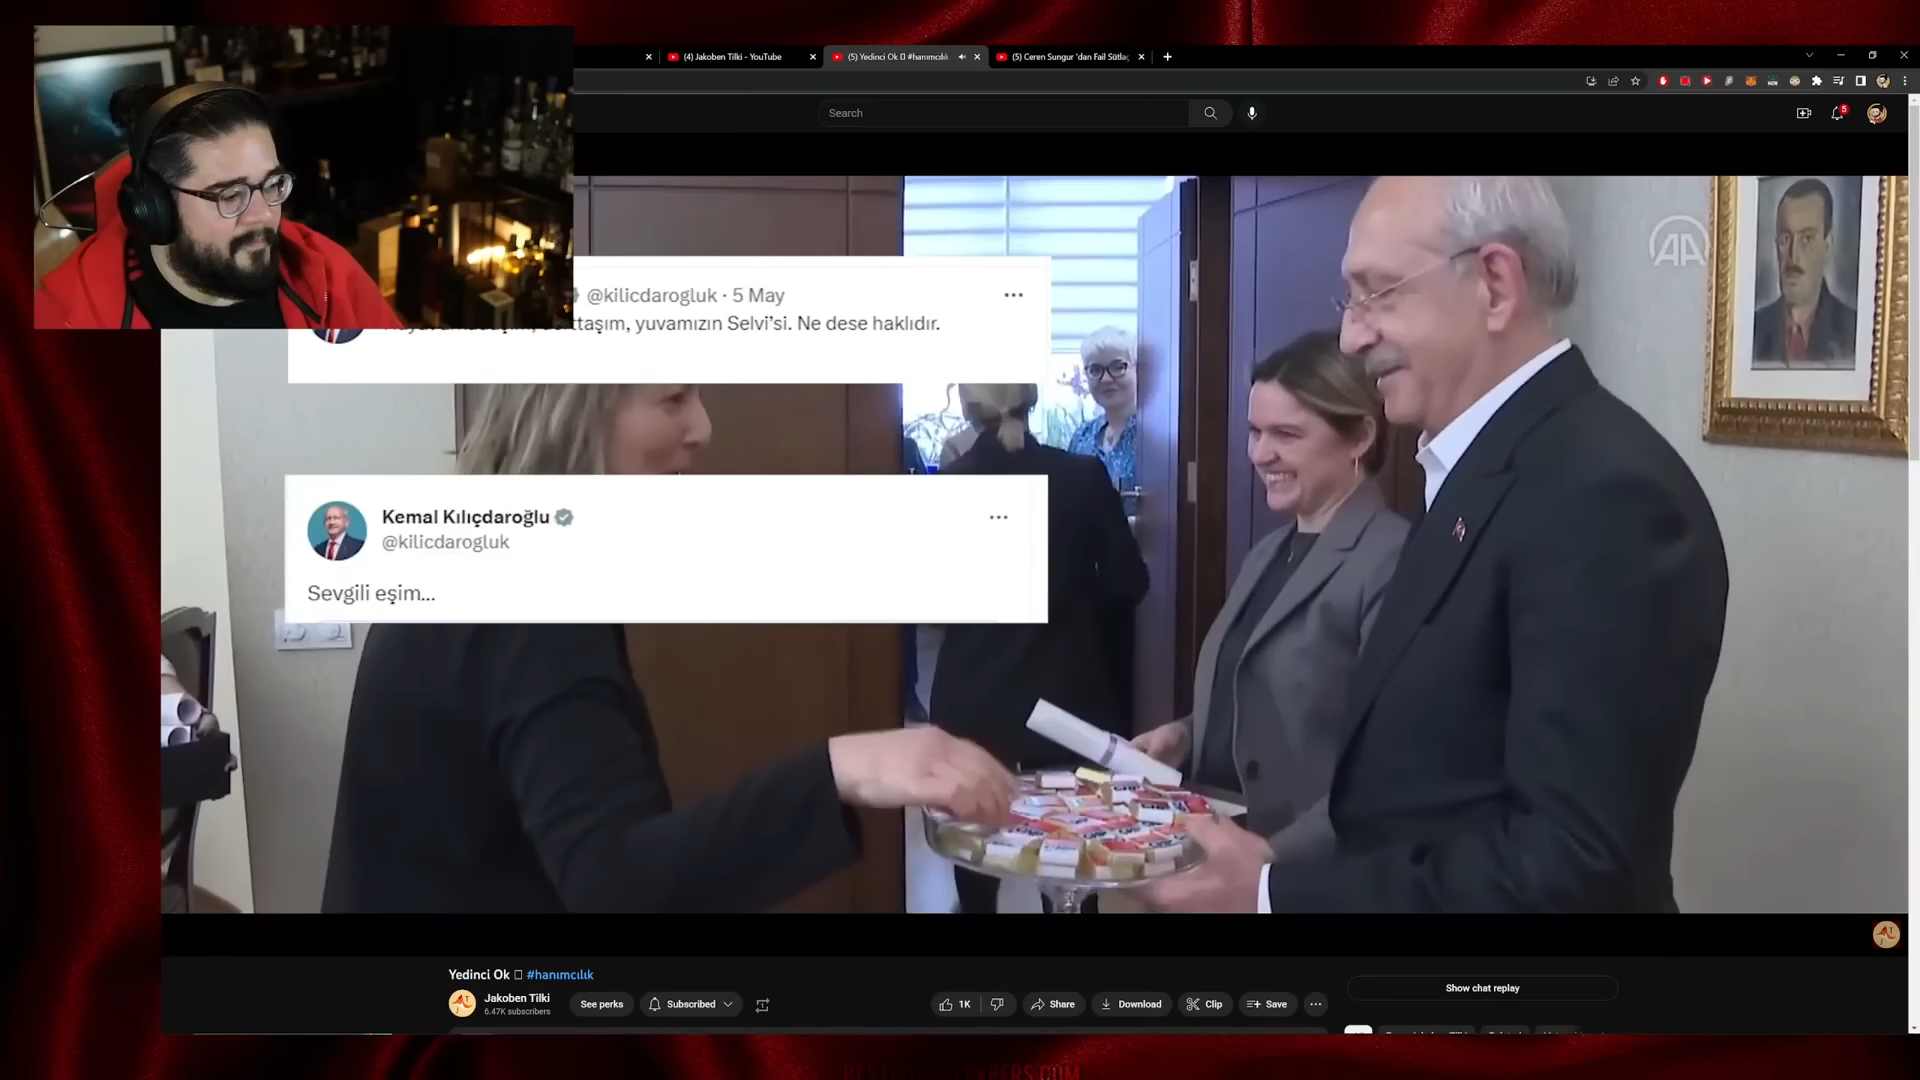 (4) Jakoben Tilki - YouTube
(5) Yedinci Ok #hanımcılık
(5) Ceren Sungur 'dan Fail Sütlaç
Search
5
AA
@kilicdarogluk · 5 May
yuvamızın Selvi'si. Ne dese haklıdır.
Kemal Kılıçdaroğlu
@kilicdarogluk
Sevgili eşim...
Yedinci Ok #hanımcılık
Jakoben Tilki
6.47K subscribers
See perks
Subscribed
1K
Share
Download
Clip
Save
Show chat replay